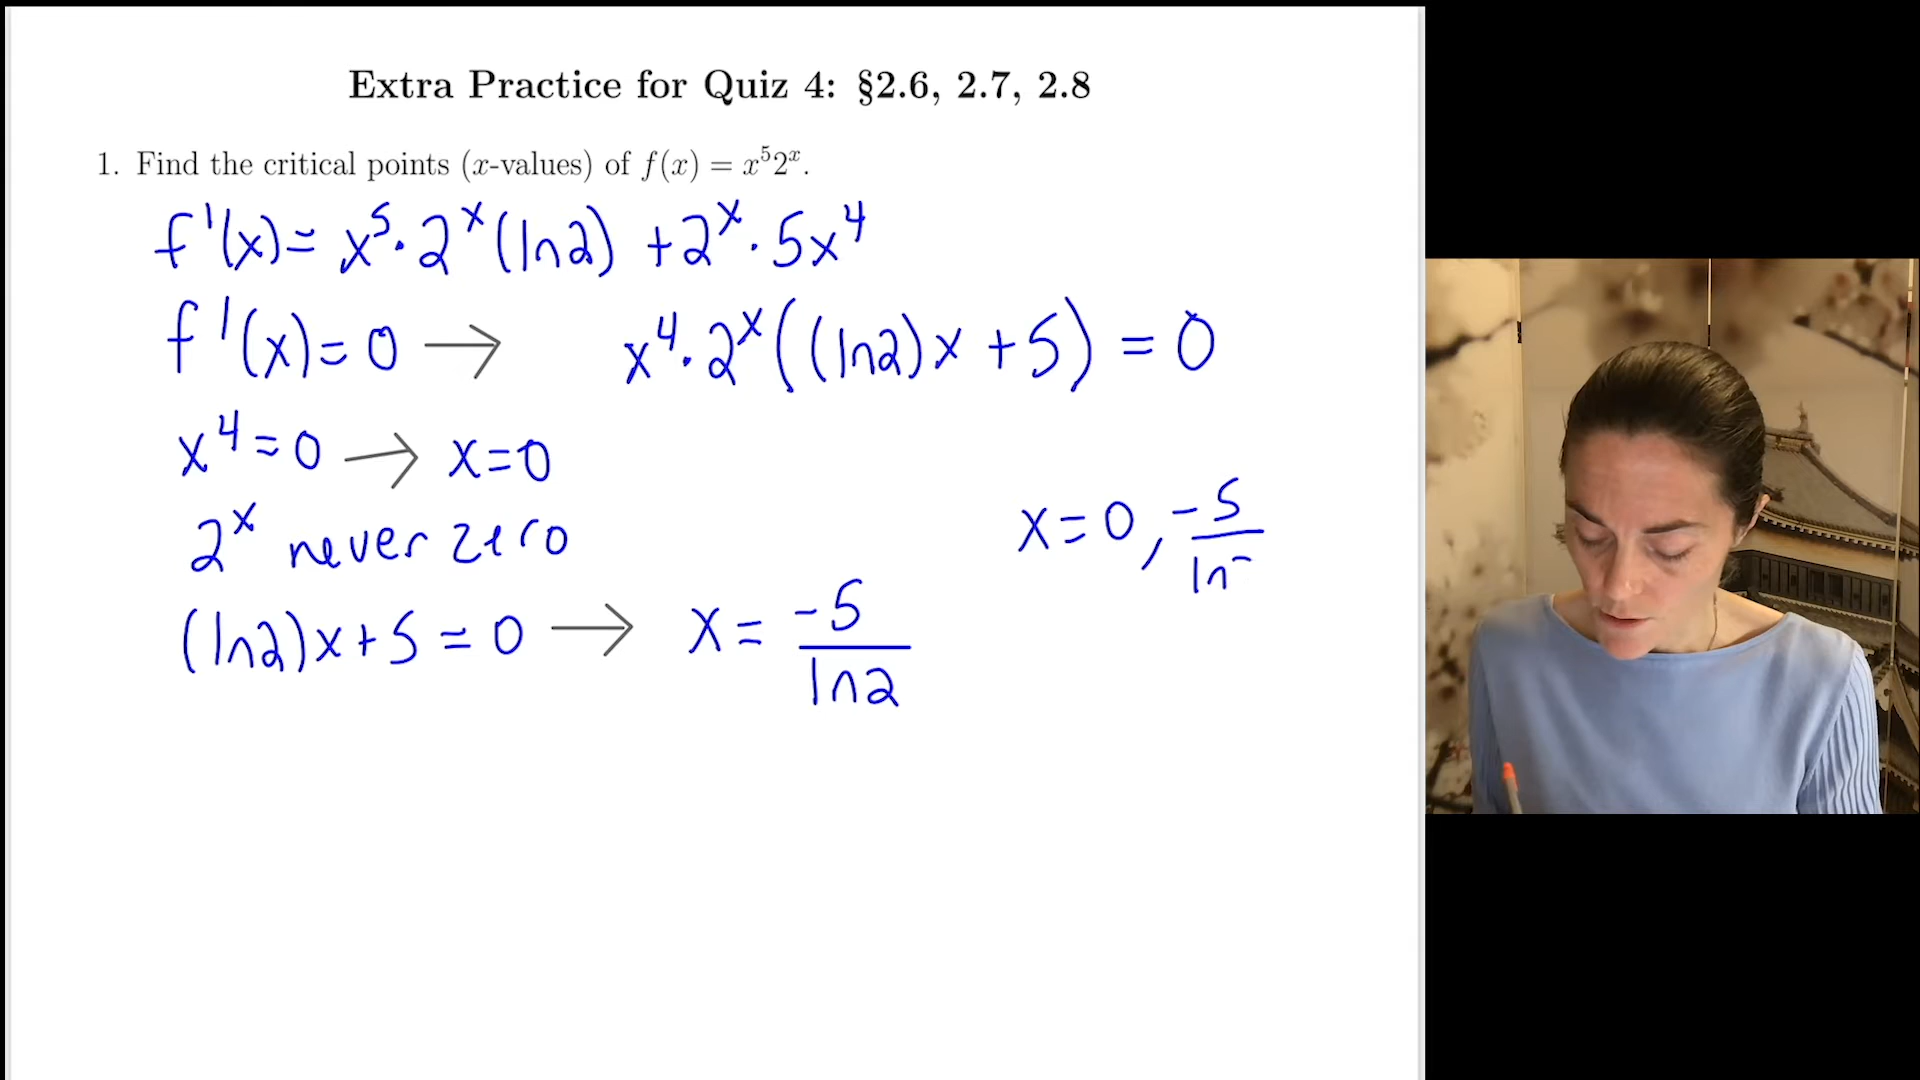 Extra Practice for Quiz 4: §2.6, 2.7, 2.8
1. Find the critical points (x-values) of f(x) = x⁵2ˣ.
f'(x) = x⁵·2ˣ(ln2) + 2ˣ·5x⁴
f'(x) = 0 → x⁴·2ˣ((ln2)x + 5) = 0
x⁴ = 0 → x = 0
2ˣ never zero
x = 0, -5/ln
(ln2)x + 5 = 0 → x = -5/ln2